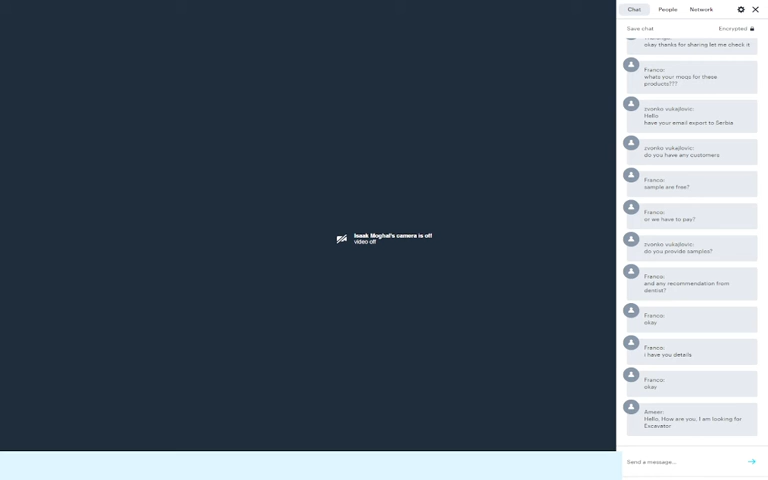 Chat People Network
Save chat Encrypted
okay thanks for sharing let me check it
Franco:
whats your moqs for these
products???
zvonko vukajlovic:
Hello
have your email export to Serbia
zvonko vukajlovic:
do you have any customers
Franco:
sample are free?
Franco:
or we have to pay?
zvonko vukajlovic:
do you provide samples?
Franco:
and any recommendation from
dentist?
Franco:
okay
Franco:
i have you details
Franco:
okay
Ameer:
Hello, How are you, I am looking for
Excavator
Send a message...
Isaak Moghal's camera is off
video off